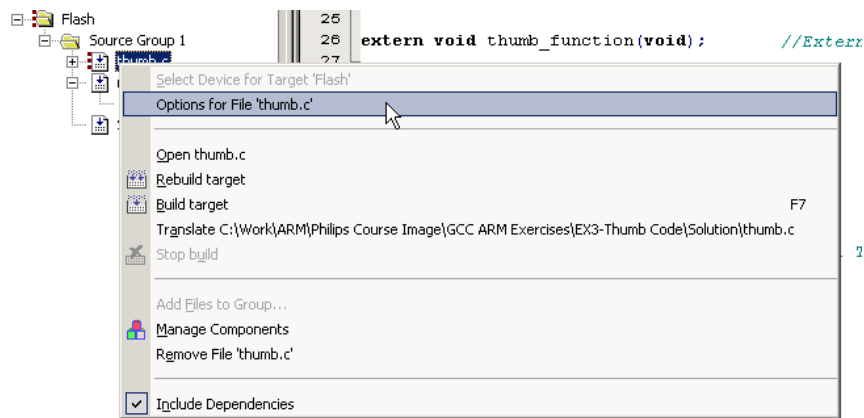 Flash
Source Group 1
thumb.c
25
26 extern void thumb_function(void); //Extern
27
Select Device for Target 'Flash'
Options for File 'thumb.c'
Open thumb.c
Rebuild target
Build target F7
Translate C:\Work\ARM\Philips Course Image\GCC ARM Exercises\EX3-Thumb Code\Solution\thumb.c
Stop build
Add Files to Group...
Manage Components
Remove File 'thumb.c'
Include Dependencies